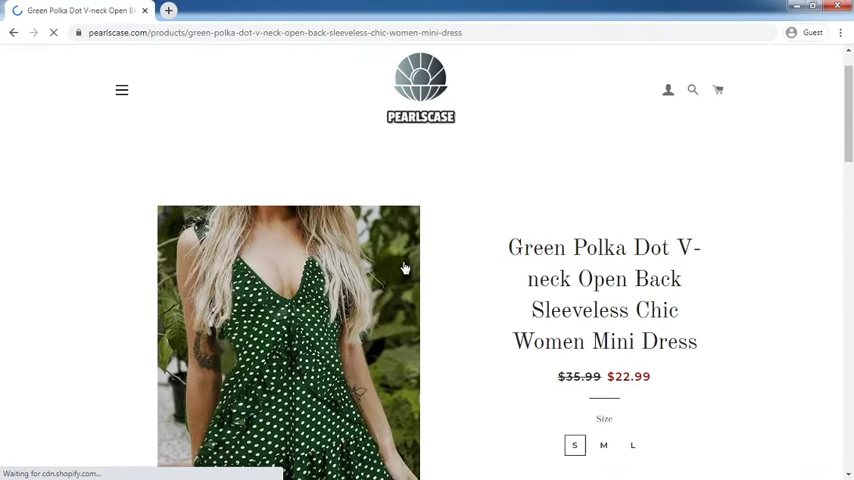 Green Polka Dot V-neck Open Ba
pearlscase.com/products/green-polka-dot-v-neck-open-back-sleeveless-chic-women-mini-dress
Guest
PEARLSCASE
Green Polka Dot V-
neck Open Back
Sleeveless Chic
Women Mini Dress
$35.99 $22.99
Size
S M L
Waiting for cdn.shopify.com...